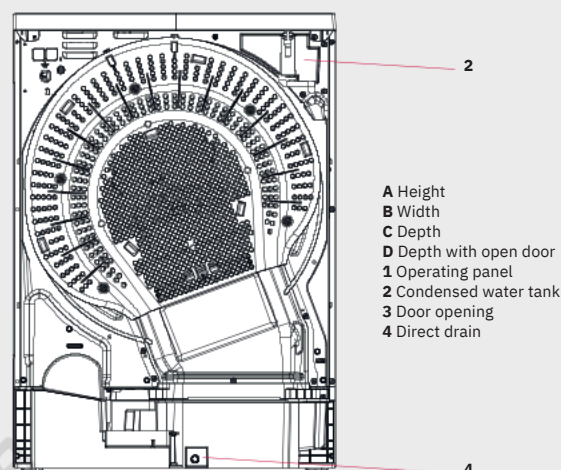 2
A Height
B Width
C Depth
D Depth with open door
1 Operating panel
2 Condensed water tank
3 Door opening
4 Direct drain
4